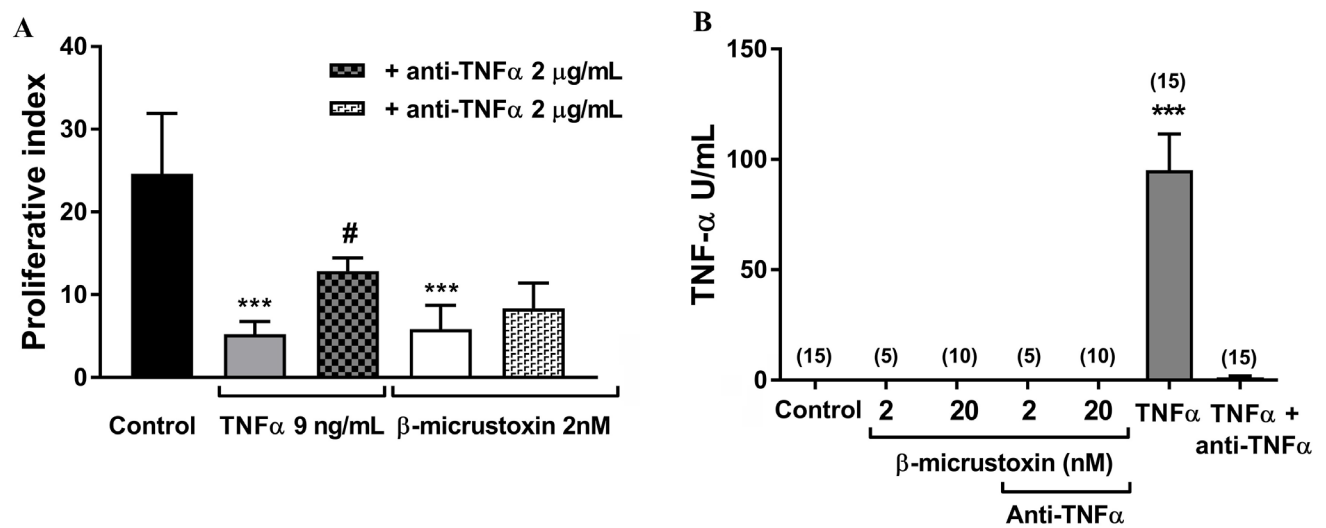 A
Proliferative index
40
30
20
10
0
+ anti-TNFα 2 μg/mL
+ anti-TNFα 2 μg/mL
***
#
***
Control
TNFα 9 ng/mL
β-micrustoxin 2nM
B
TNF-α U/mL
150
100
50
0
(15)
(5)
(10)
(5)
(10)
(15)
***
(15)
Control
2
20
2
20
TNFα
TNFα +
anti-TNFα
β-micrustoxin (nM)
Anti-TNFα